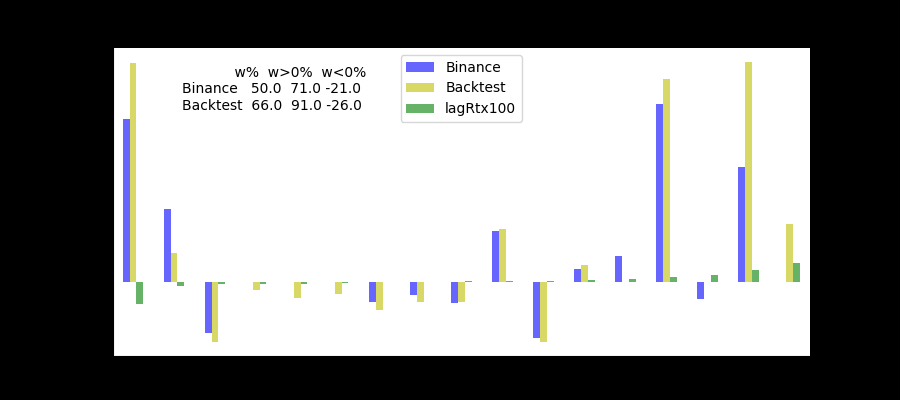 w%  w>0%  w<0%
Binance   50.0  71.0 -21.0
Backtest  66.0  91.0 -26.0
Binance
Backtest
lagRtx100